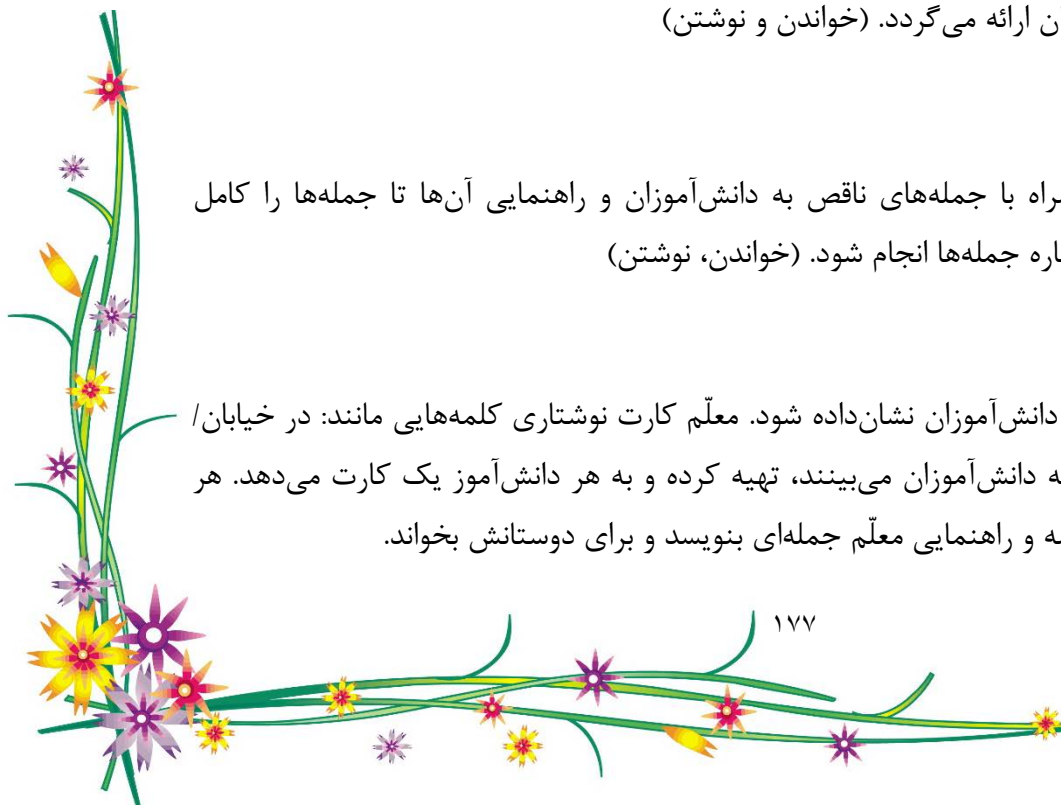 ارائه می‌گردد. (خواندن و نوشتن)
با جمله‌های ناقص به دانش‌آموزان و راهنمایی آن‌ها تا جمله‌ها را کامل
جمله‌ها انجام شود. (خواندن، نوشتن)
دانش‌آموزان نشان‌داده شود. معلّم کارت نوشتاری کلمه‌هایی مانند: در خیابان/
دانش‌آموزان می‌بینند، تهیه کرده و به هر دانش‌آموز یک کارت می‌دهد. هر
و راهنمایی معلّم جمله‌ای بنویسد و برای دوستانش بخواند.
۱۷۷